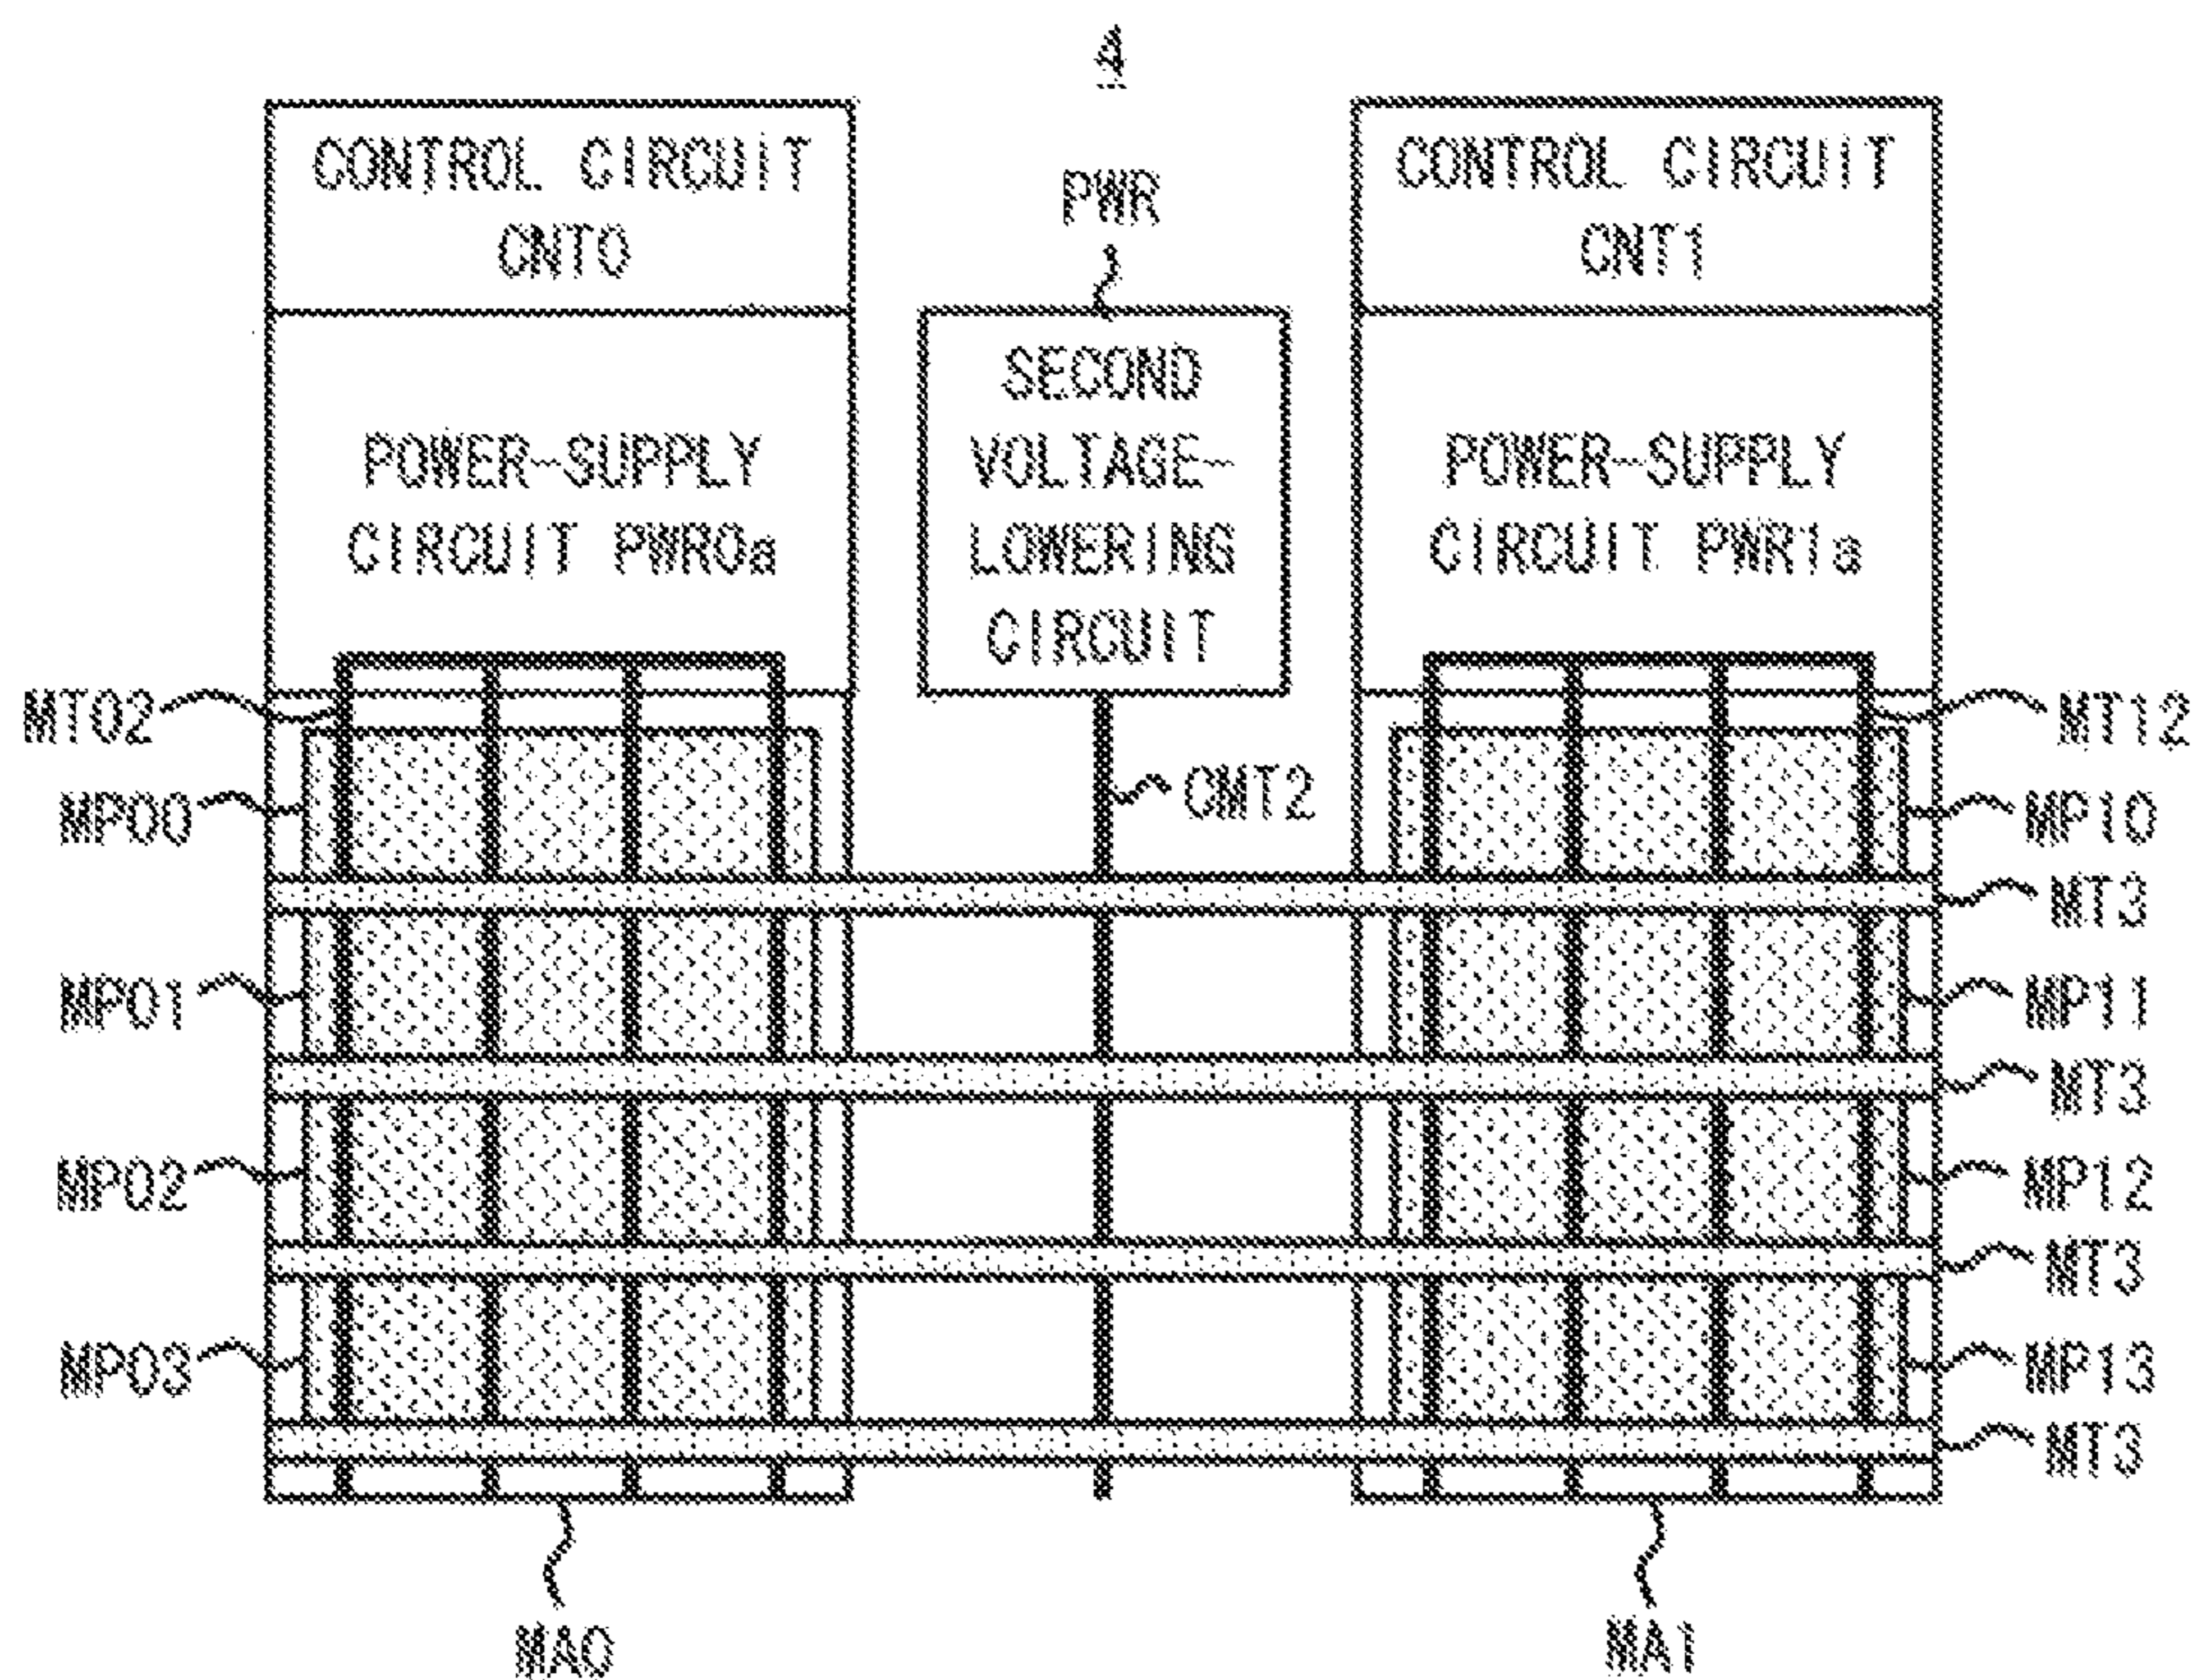 4
CONTROL CIRCUIT
CNT0
PWR
CONTROL CIRCUIT
CNT1
POWER-SUPPLY
CIRCUIT PWR0a
SECOND
VOLTAGE-
LOWERING
CIRCUIT
POWER-SUPPLY
CIRCUIT PWR1a
MT02
MT12
MP00
CMT2
MP10
MT3
MP01
MP11
MT3
MP02
MP12
MT3
MP03
MP13
MT3
MA0
MA1